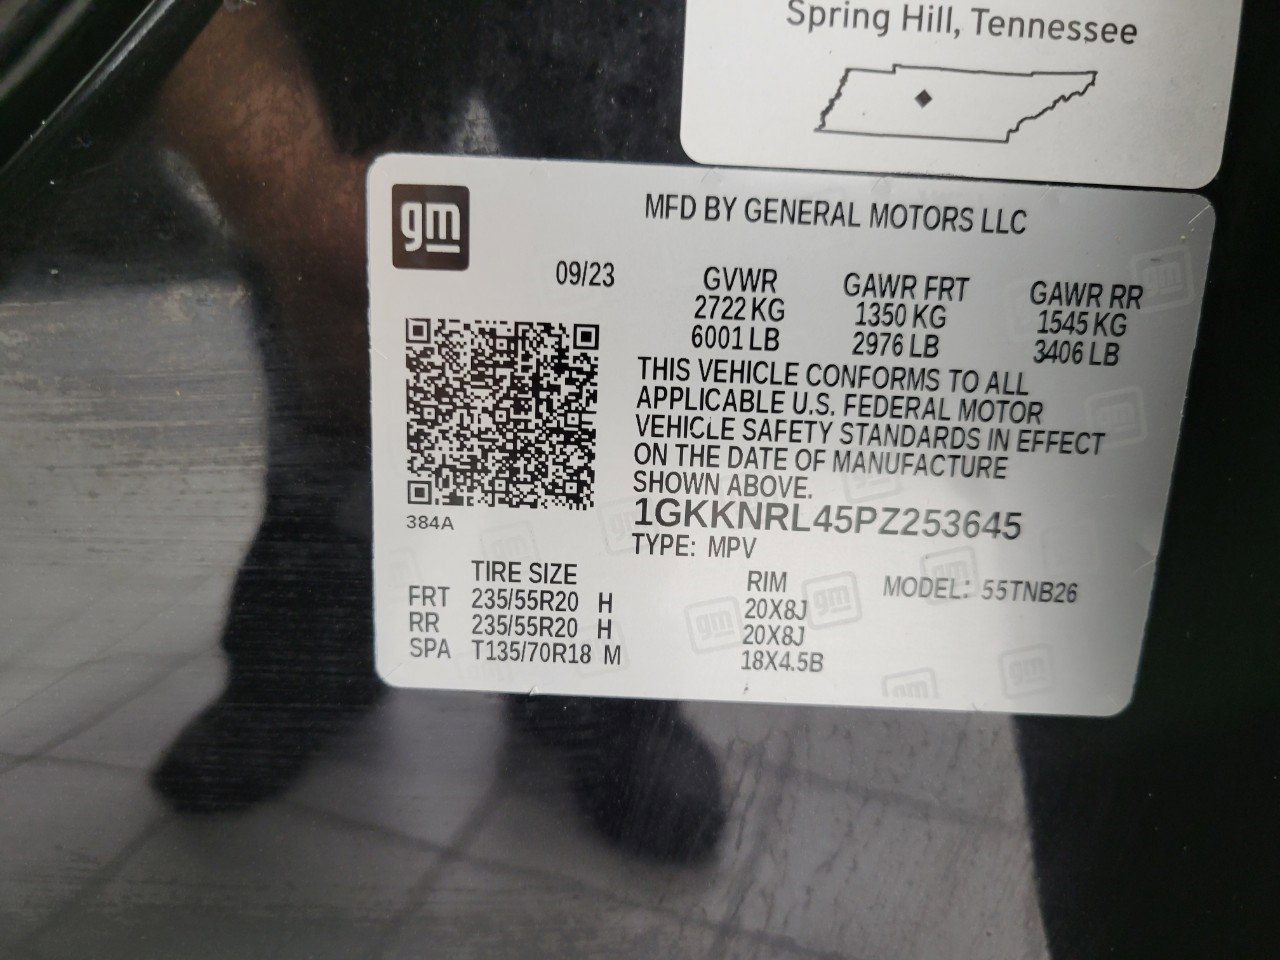 Spring Hill, Tennessee
gm
MFD BY GENERAL MOTORS LLC
09/23
GVWR GAWR FRT GAWR RR
2722 KG 1350 KG 1545 KG
6001 LB 2976 LB 3406 LB
THIS VEHICLE CONFORMS TO ALL
APPLICABLE U.S. FEDERAL MOTOR
VEHICLE SAFETY STANDARDS IN EFFECT
ON THE DATE OF MANUFACTURE
SHOWN ABOVE.
384A
1GKKNRL45PZ253645
TYPE: MPV
TIRE SIZE RIM MODEL: 55TNB26
FRT 235/55R20 H 20X8J
RR 235/55R20 H 20X8J
SPA T135/70R18 M 18X4.5B